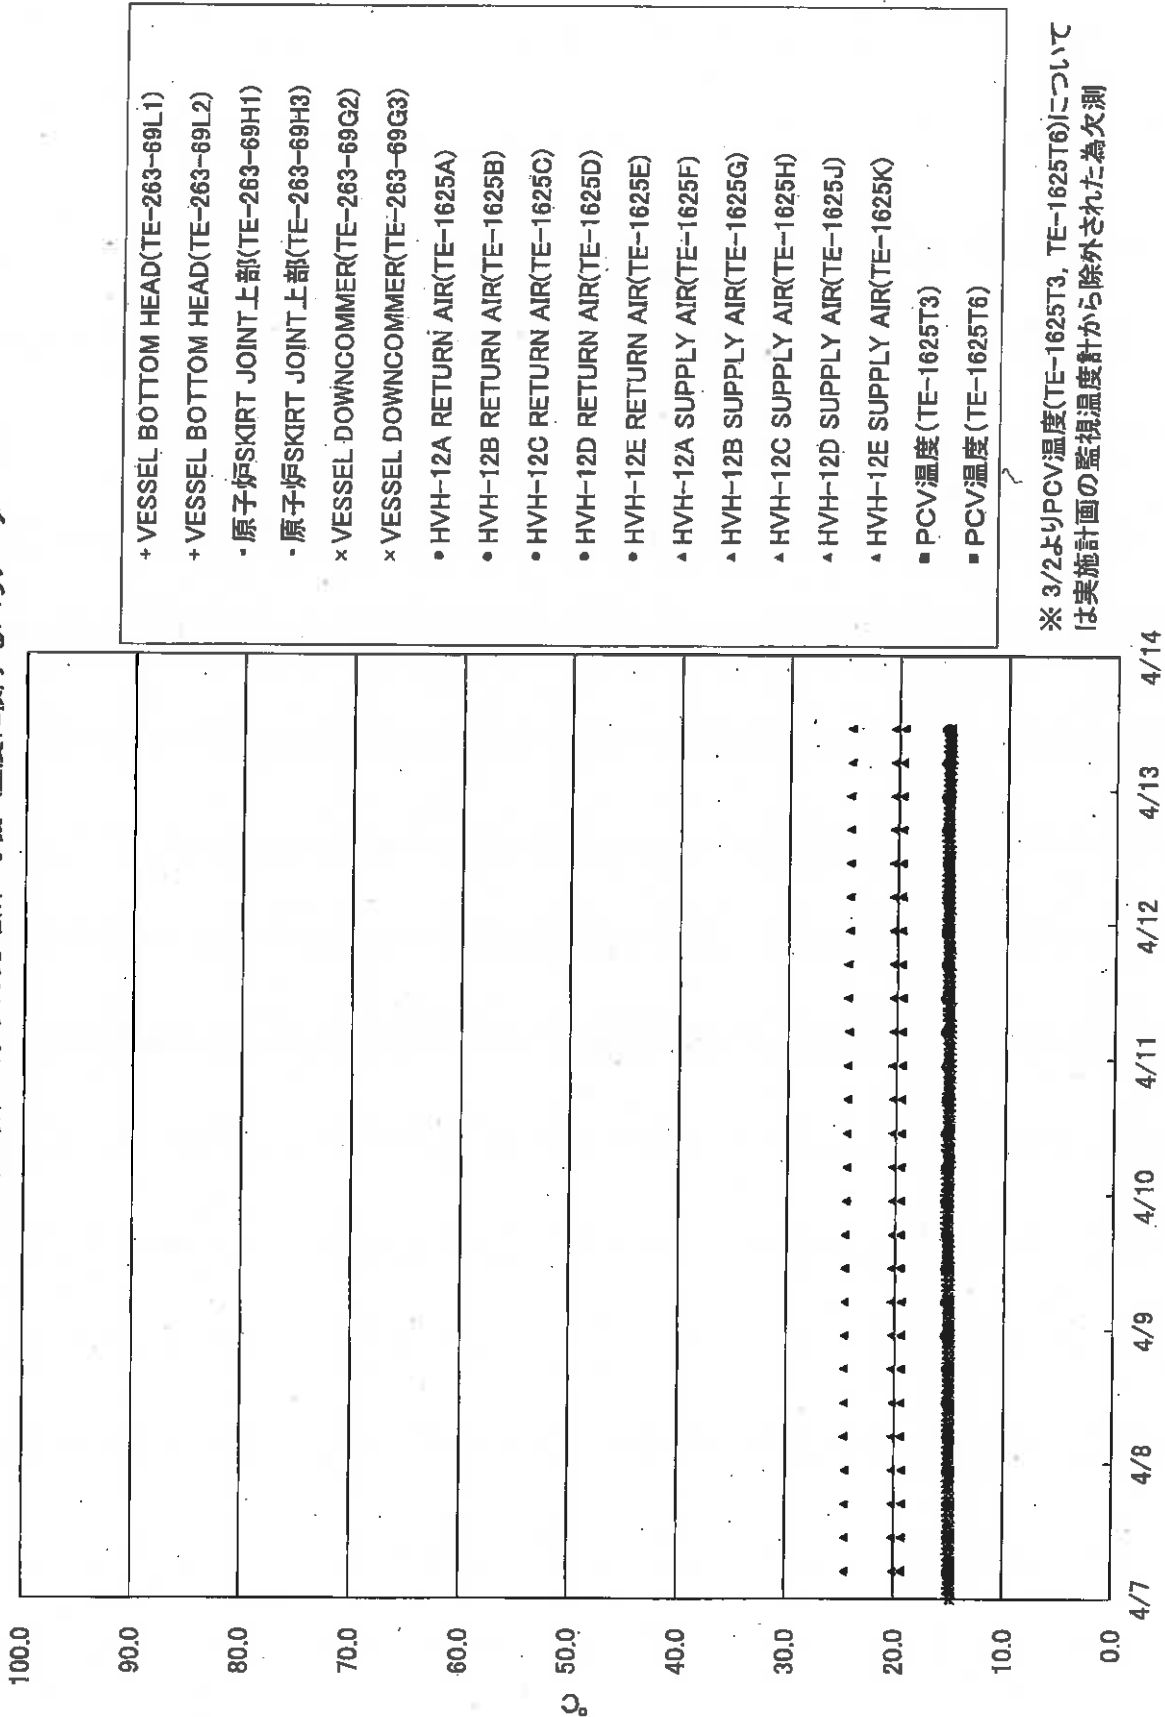 100.0
90.0
80.0
70.0
60.0
50.0
40.0
30.0
20.0
10.0
0.0
℃
4/7
4/8
4/9
4/10
4/11
4/12
4/13
4/14
+ VESSEL BOTTOM HEAD(TE-263-69L1)
+ VESSEL BOTTOM HEAD(TE-263-69L2)
- 原子炉SKIRT JOINT上部(TE-263-69H1)
- 原子炉SKIRT JOINT上部(TE-263-69H3)
× VESSEL DOWNCOMMER(TE-263-69G2)
× VESSEL DOWNCOMMER(TE-263-69G3)
● HVH-12A RETURN AIR(TE-1625A)
● HVH-12B RETURN AIR(TE-1625B)
● HVH-12C RETURN AIR(TE-1625C)
● HVH-12D RETURN AIR(TE-1625D)
● HVH-12E RETURN AIR(TE-1625E)
▲ HVH-12A SUPPLY AIR(TE-1625F)
▲ HVH-12B SUPPLY AIR(TE-1625G)
▲ HVH-12C SUPPLY AIR(TE-1625H)
▲ HVH-12D SUPPLY AIR(TE-1625J)
▲ HVH-12E SUPPLY AIR(TE-1625K)
■ PCV温度(TE-1625T3)
■ PCV温度(TE-1625T6)
※ 3/2よりPCV温度(TE-1625T3, TE-1625T6)について
は実施計画の監視温度計から除外された為欠測